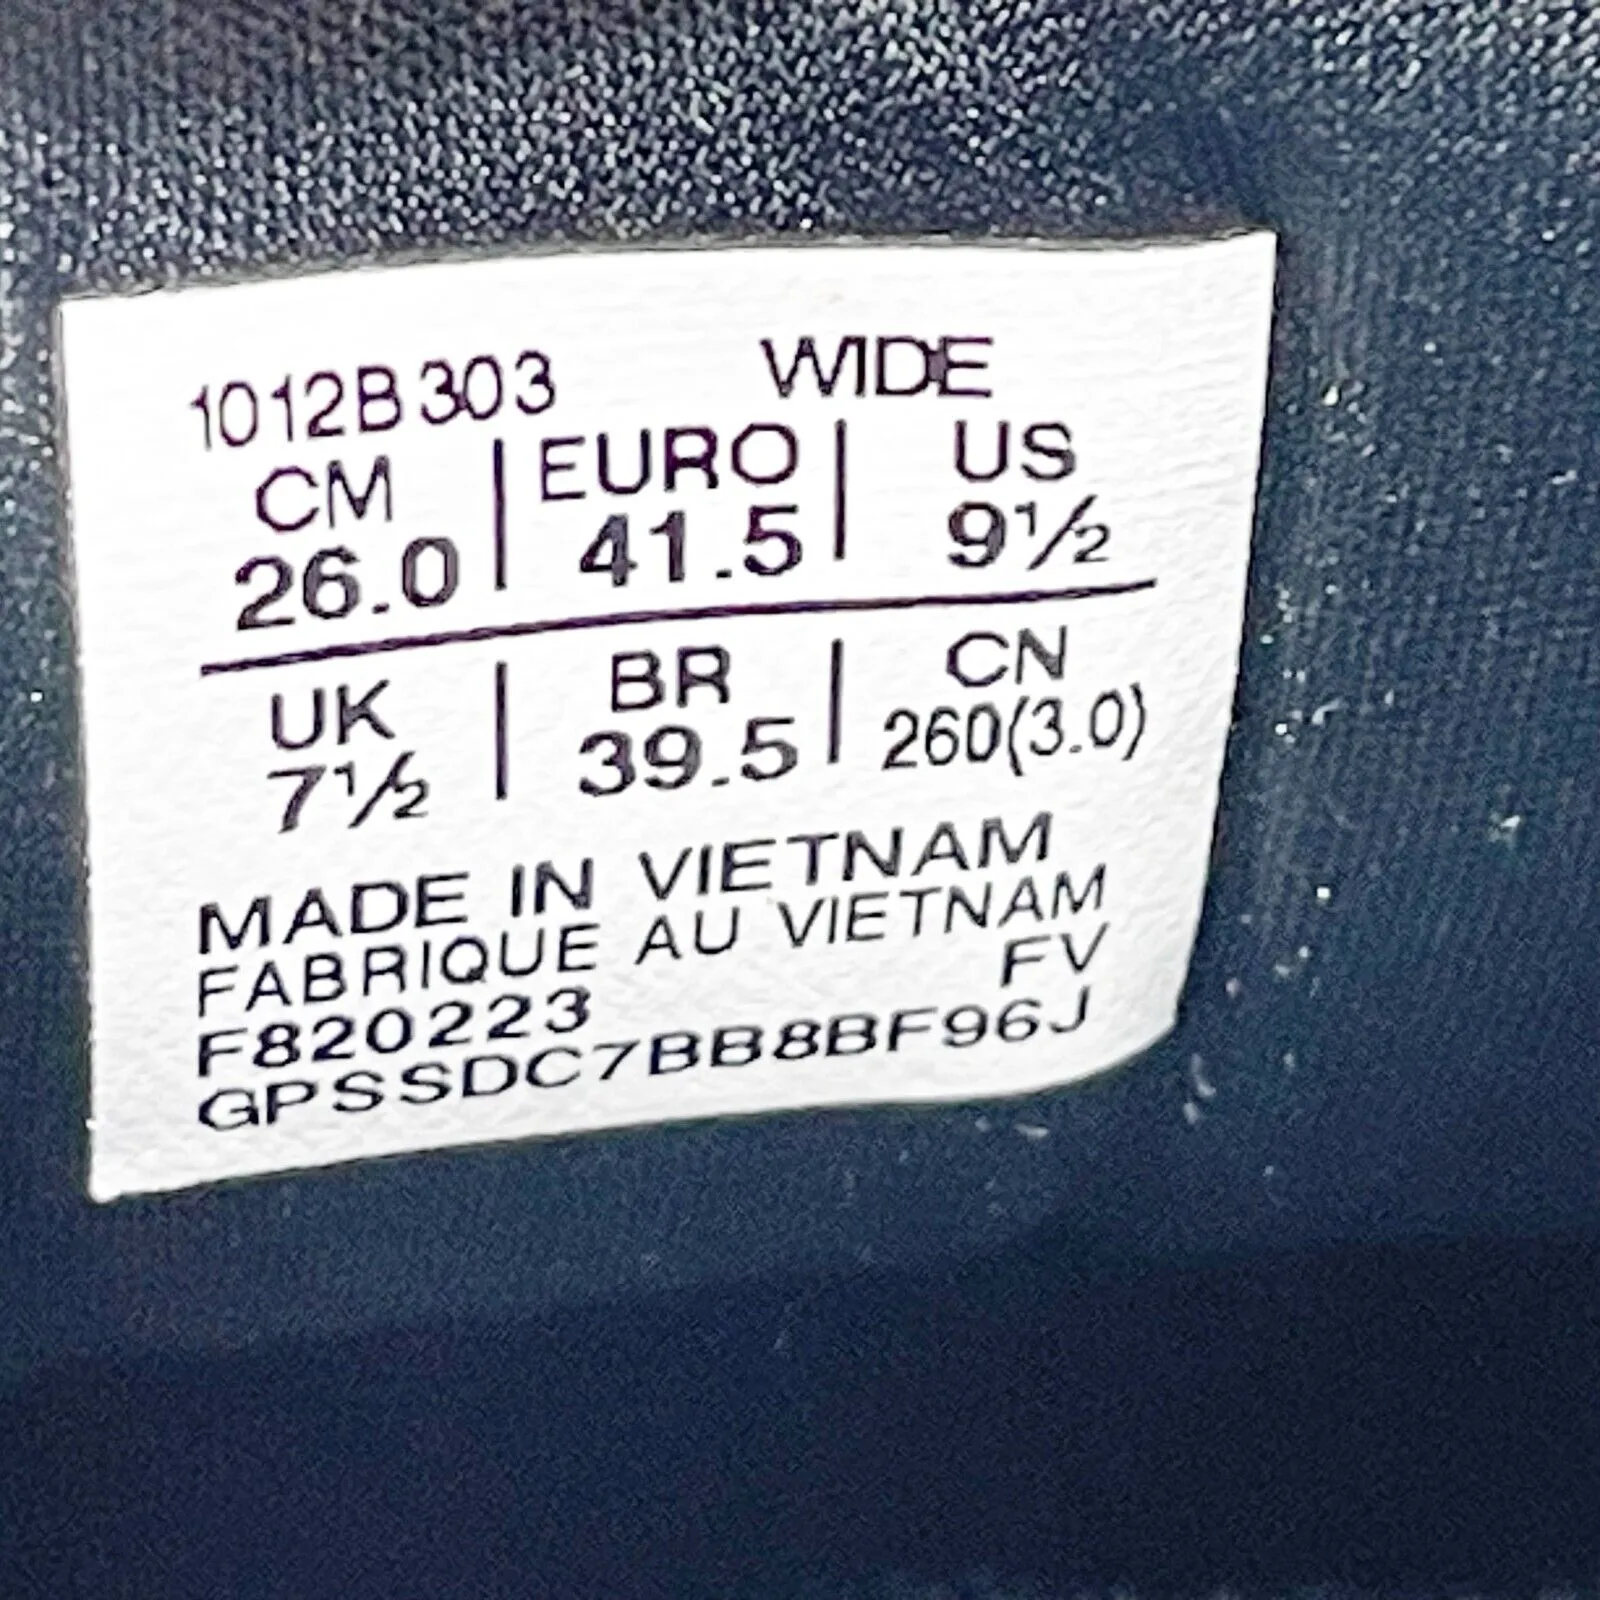 1012B303 WIDE
CM | EURO | US
26.0 | 41.5 | 9½
UK | BR | CN
7½ | 39.5 | 260(3.0)
MADE IN VIETNAM
FABRIQUE AU VIETNAM
F820223 FV
GPSSDC7BB8BF96J